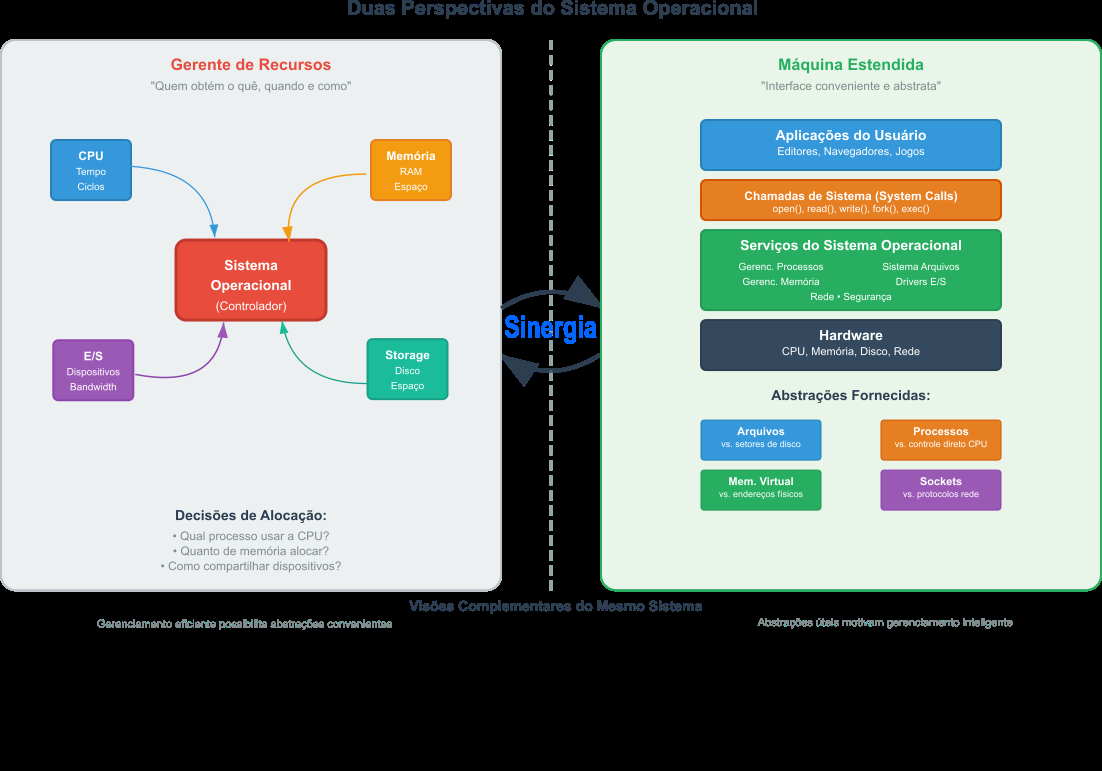 Duas Perspectivas do Sistema Operacional
Gerente de Recursos
"Quem obtém o quê, quando e como"
CPU
Tempo
Ciclos
Memória
RAM
Espaço
Sistema
Operacional
(Controlador)
E/S
Dispositivos
Bandwidth
Storage
Disco
Espaço
Decisões de Alocação:
• Qual processo usar a CPU?
• Quanto de memória alocar?
• Como compartilhar dispositivos?
Sinergia
Máquina Estendida
"Interface conveniente e abstrata"
Aplicações do Usuário
Editores, Navegadores, Jogos
Chamadas de Sistema (System Calls)
open(), read(), write(), fork(), exec()
Serviços do Sistema Operacional
Gerenc. Processos Sistema Arquivos
Gerenc. Memória Drivers E/S
Rede • Segurança
Hardware
CPU, Memória, Disco, Rede
Abstrações Fornecidas:
Arquivos
vs. setores de disco
Processos
vs. controle direto CPU
Mem. Virtual
vs. endereços físicos
Sockets
vs. protocolos rede
Visões Complementares do Mesmo Sistema
Gerenciamento eficiente possibilita abstrações convenientes
Abstrações úteis motivam gerenciamento inteligente